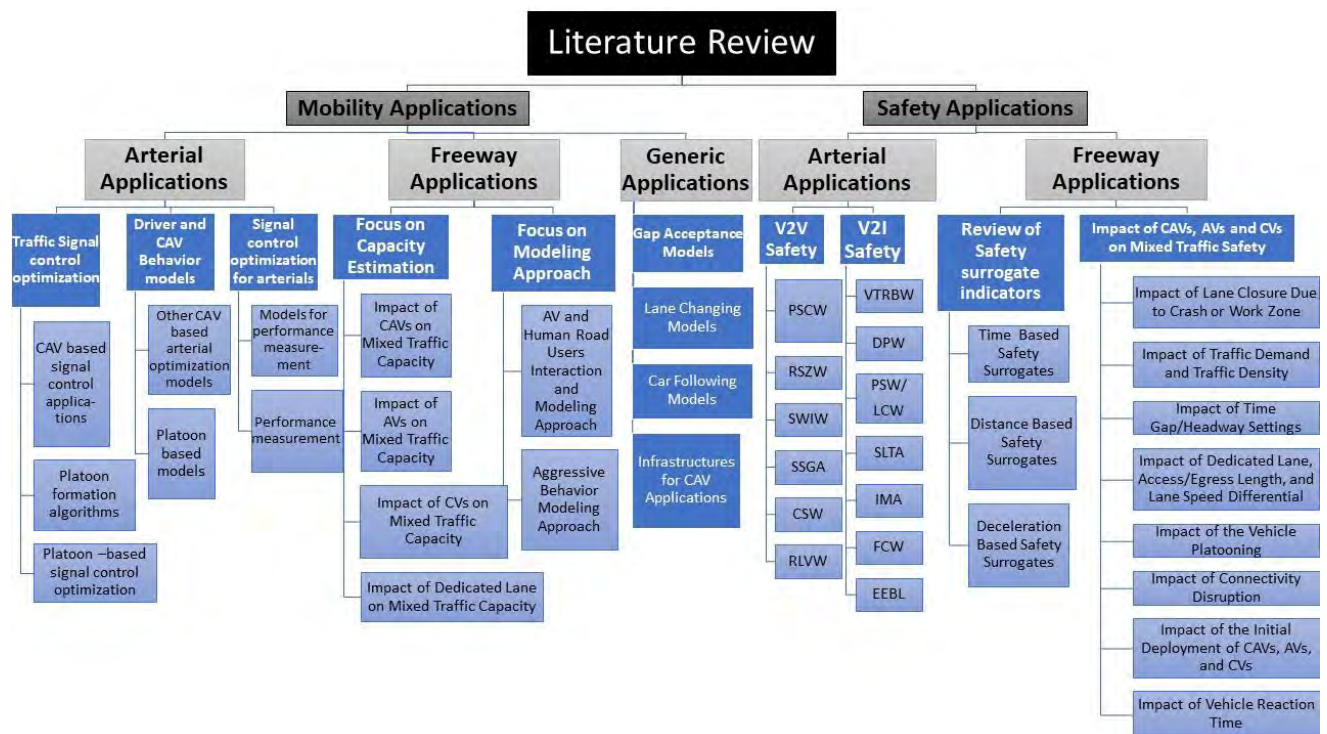 Literature Review
Mobility Applications
Safety Applications
Arterial
Applications
Freeway
Applications
Generic
Applications
Arterial
Applications
Freeway
Applications
Traffic Signal
control
optimization
CAV based
signal
control
applica-
tions
Platoon
formation
algorithms
Platoon –based
signal control
optimization
Driver and
CAV
Behavior
models
Other CAV
based
arterial
optimization
models
Platoon
based
models
Signal
control
optimization
for arterials
Models for
performance
measure-
ment
Performance
measurement
Focus on
Capacity
Estimation
Impact of
CAVs on
Mixed Traffic
Capacity
Impact of
AVs on
Mixed Traffic
Capacity
Impact of CVs on
Mixed Traffic
Capacity
Impact of Dedicated Lane
on Mixed Traffic Capacity
Focus on
Modeling
Approach
AV and
Human Road
Users
Interaction
and
Modeling
Approach
Aggressive
Behavior
Modeling
Approach
Gap Acceptance
Models
Lane Changing
Models
Car Following
Models
Infrastructures
for CAV
Applications
V2V
Safety
PSCW
RSZW
SWIW
SSGA
CSW
RLVW
V2I
Safety
VTRBW
DPW
PSW/
LCW
SLTA
IMA
FCW
EEBL
Review of
Safety
surrogate
indicators
Time Based
Safety
Surrogates
Distance Based
Safety
Surrogates
Deceleration
Based Safety
Surrogates
Impact of CAVs, AVs and CVs
on Mixed Traffic Safety
Impact of Lane Closure Due
to Crash or Work Zone
Impact of Traffic Demand
and Traffic Density
Impact of Time
Gap/Headway Settings
Impact of Dedicated Lane,
Access/Egress Length, and
Lane Speed Differential
Impact of the Vehicle
Platooning
Impact of Connectivity
Disruption
Impact of the Initial
Deployment of CAVs, AVs,
and CVs
Impact of Vehicle Reaction
Time